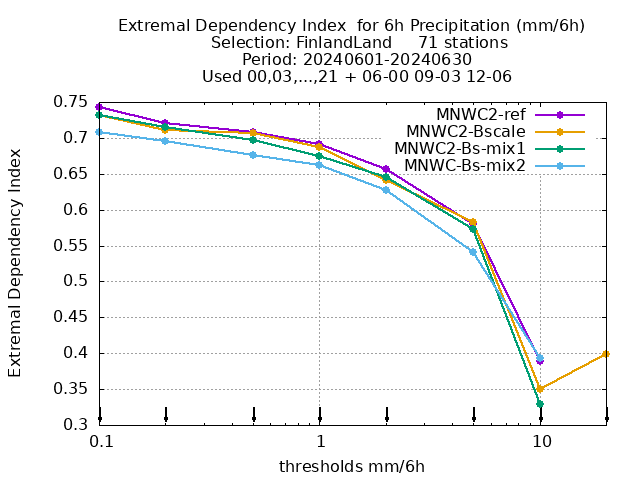 Extremal Dependency Index  for 6h Precipitation (mm/6h)
Selection: FinlandLand     71 stations
Period: 20240601-20240630
Used 00,03,...,21 + 06-00 09-03 12-06
MNWC2-ref
MNWC2-Bscale
MNWC2-Bs-mix1
MNWC-Bs-mix2
Extremal Dependency Index
0.75
0.7
0.65
0.6
0.55
0.5
0.45
0.4
0.35
0.3
0.1 1 10
thresholds mm/6h